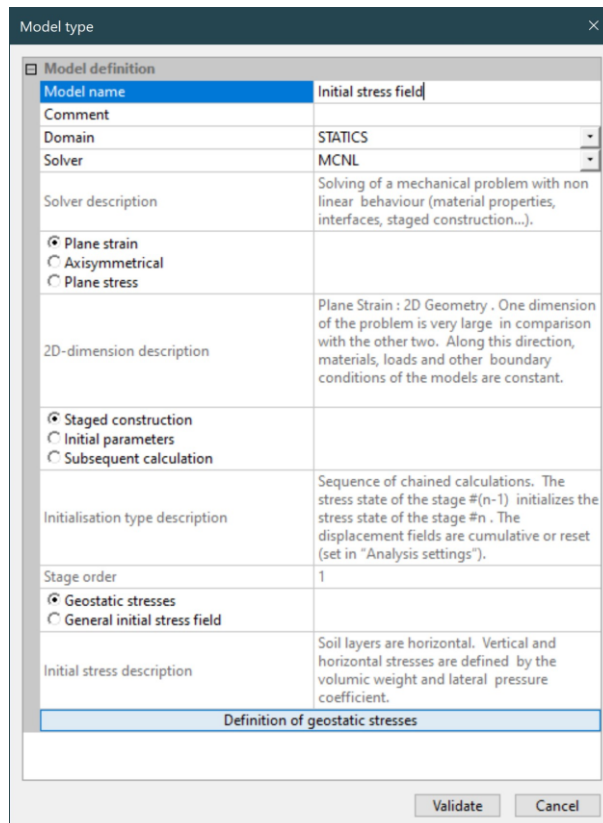 Model type
Model definition
Model name
Initial stress field
Comment
Domain
STATICS
Solver
MCNL
Solver description
Solving of a mechanical problem with non
linear behaviour (material properties,
interfaces, staged construction...).
Plane strain
Axisymmetrical
Plane stress
2D-dimension description
Plane Strain : 2D Geometry . One dimension
of the problem is very large in comparison
with the other two. Along this direction,
materials, loads and other boundary
conditions of the models are constant.
Staged construction
Initial parameters
Subsequent calculation
Initialisation type description
Sequence of chained calculations. The
stress state of the stage #(n-1) initializes the
stress state of the stage #n . The
displacement fields are cumulative or reset
(set in "Analysis settings").
Stage order
1
Geostatic stresses
General initial stress field
Initial stress description
Soil layers are horizontal. Vertical and
horizontal stresses are defined by the
volumic weight and lateral pressure
coefficient.
Definition of geostatic stresses
Validate
Cancel